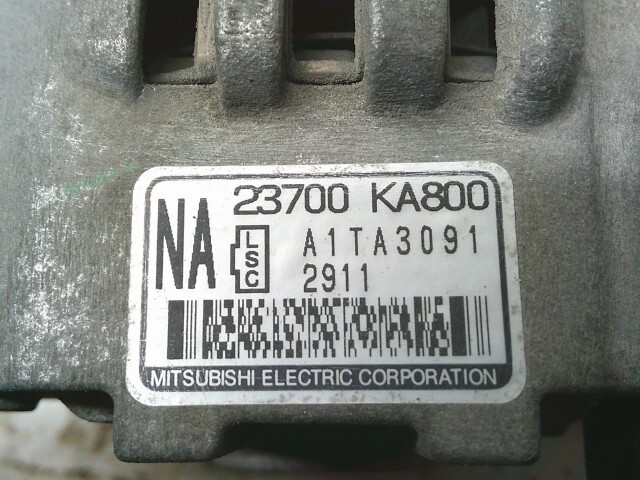 NA 23700 KA800
LSC A1TA3091
2911
MITSUBISHI ELECTRIC CORPORATION